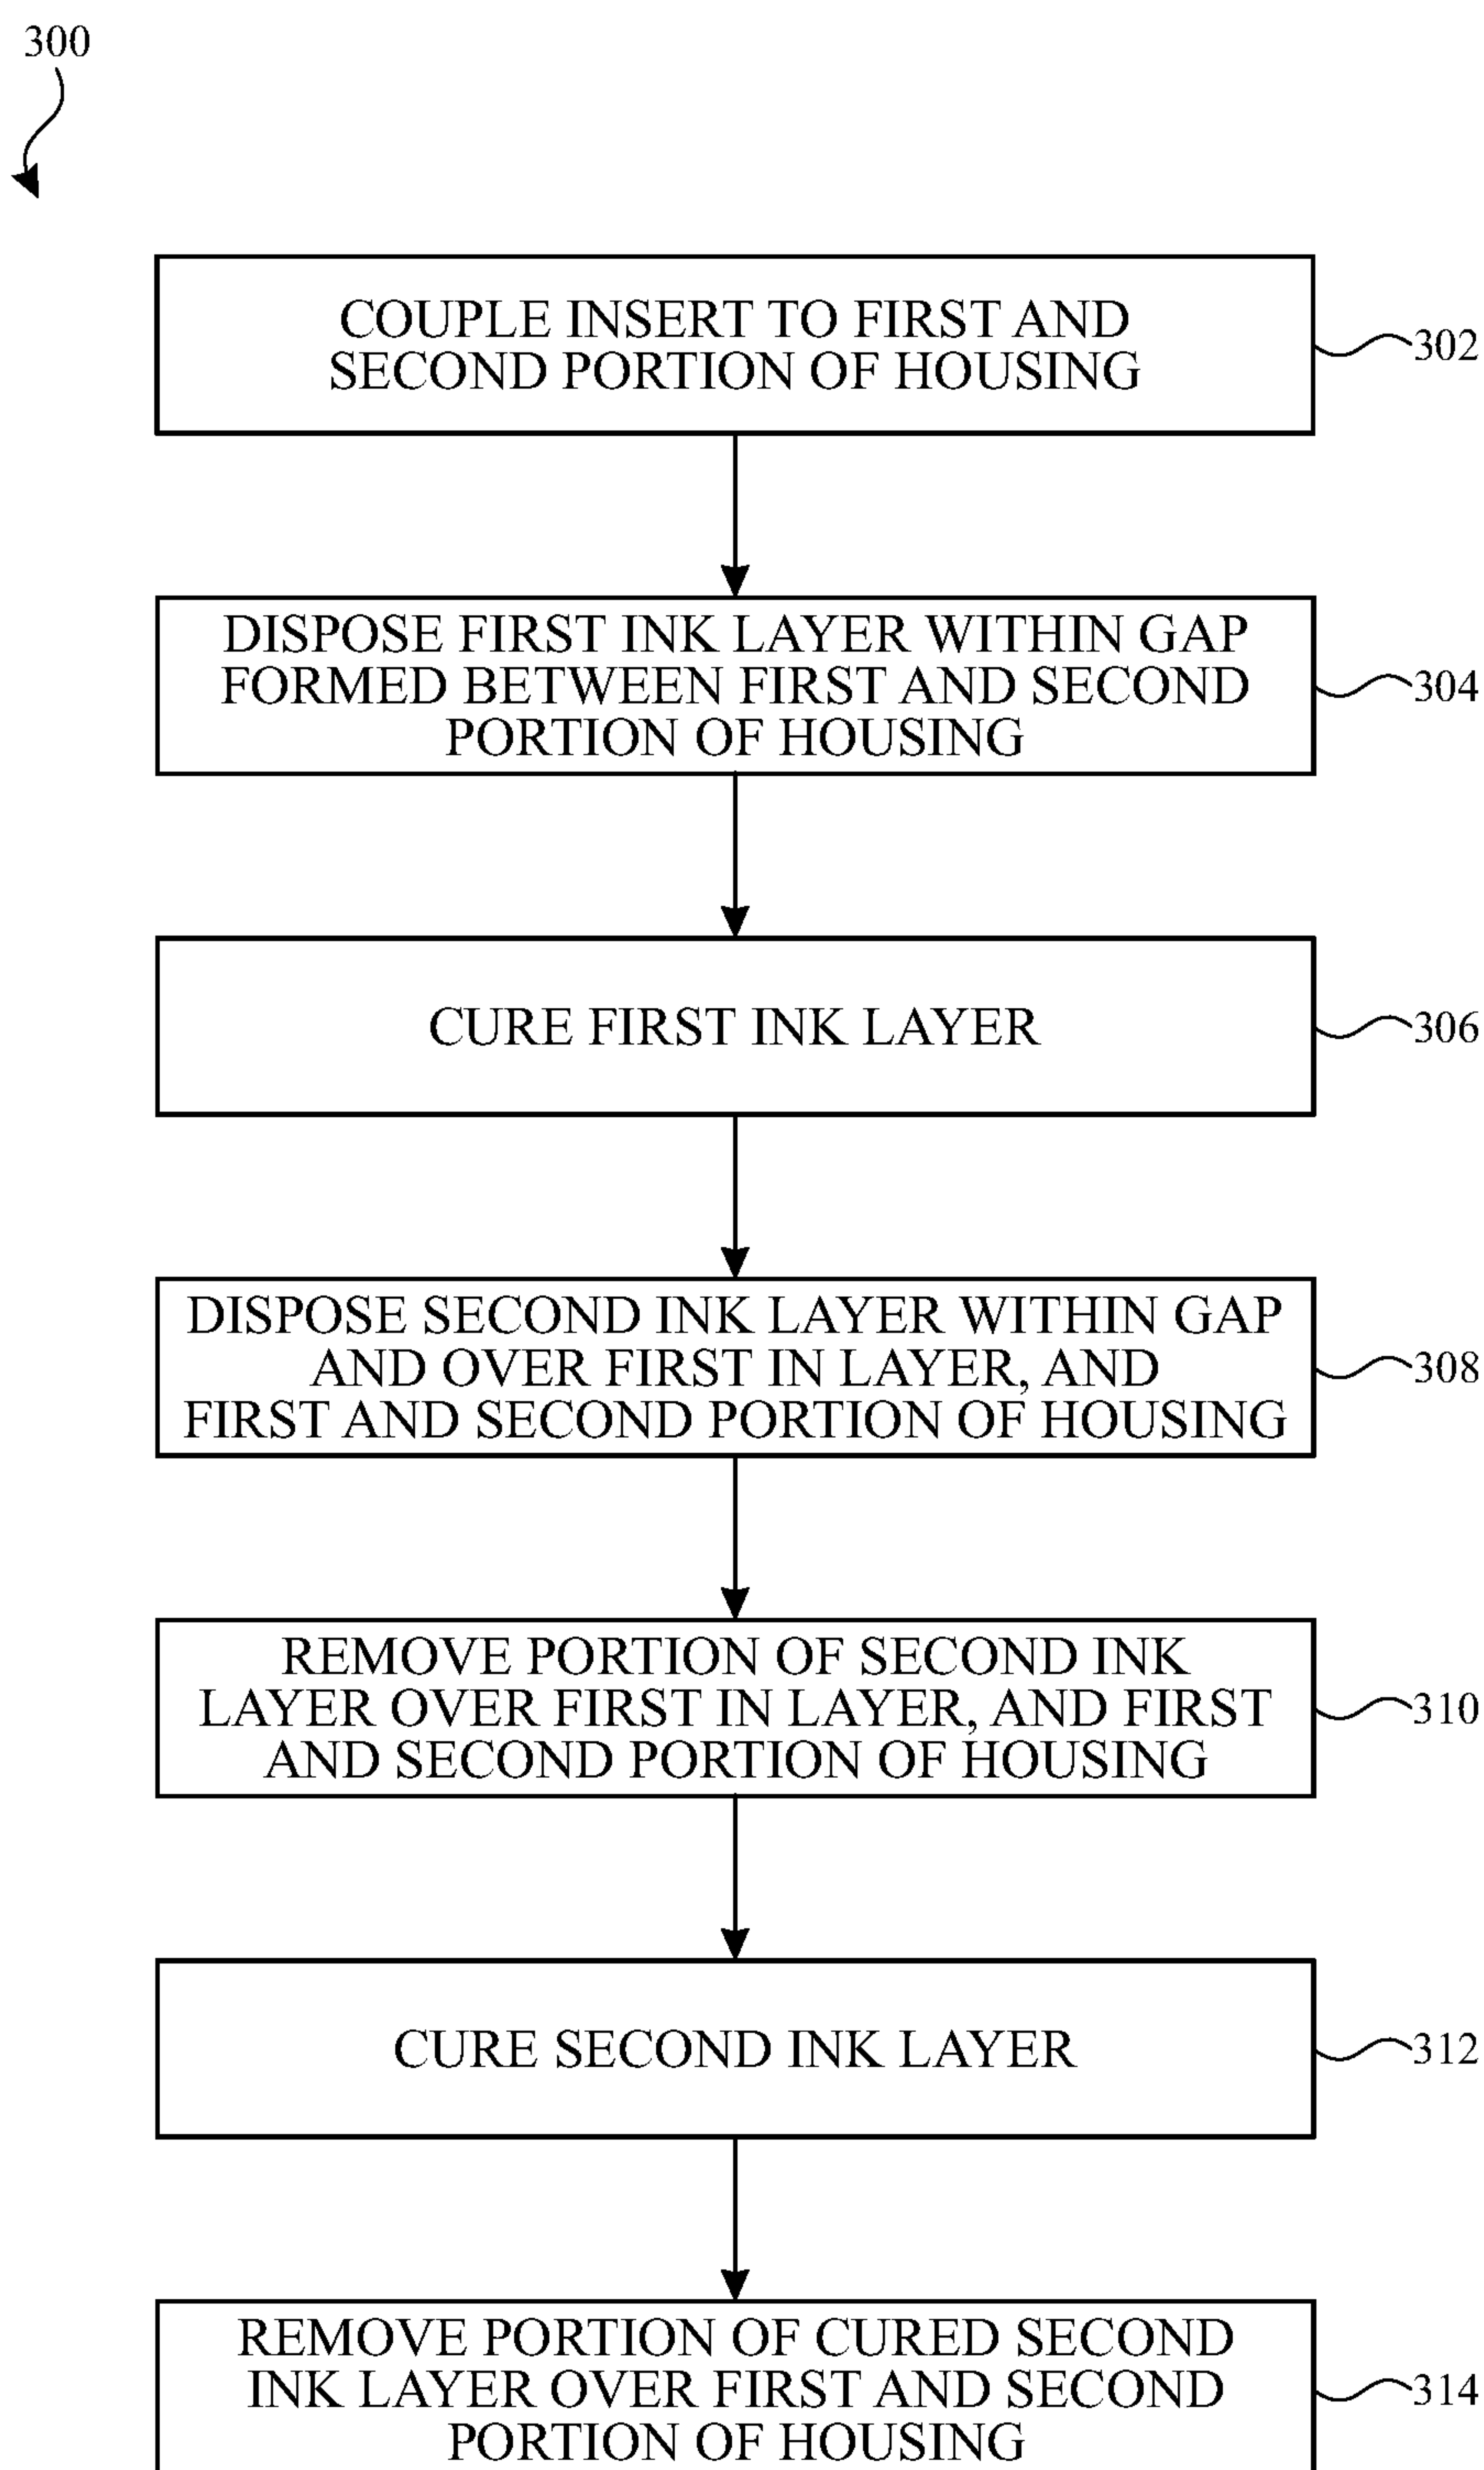 300
COUPLE INSERT TO FIRST AND
SECOND PORTION OF HOUSING
302
DISPOSE FIRST INK LAYER WITHIN GAP
FORMED BETWEEN FIRST AND SECOND
PORTION OF HOUSING
304
CURE FIRST INK LAYER
306
DISPOSE SECOND INK LAYER WITHIN GAP
AND OVER FIRST IN LAYER, AND
FIRST AND SECOND PORTION OF HOUSING
308
REMOVE PORTION OF SECOND INK
LAYER OVER FIRST IN LAYER, AND FIRST
AND SECOND PORTION OF HOUSING
310
CURE SECOND INK LAYER
312
REMOVE PORTION OF CURED SECOND
INK LAYER OVER FIRST AND SECOND
PORTION OF HOUSING
314